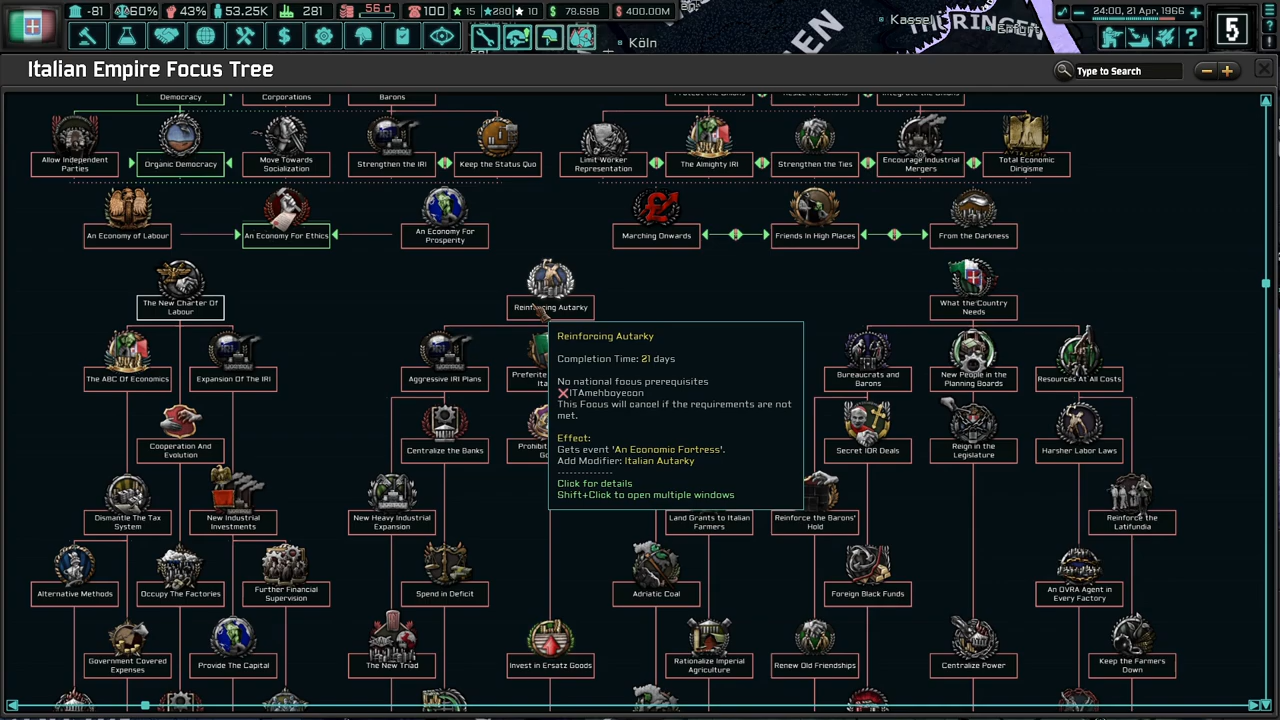 -81 60% 43% 53.25K 281 56 d. 100 15 280 10 $ 78.69B $ 400.00M
24:00, 21 Apr, 1966
5
Kassel
THÜRINGEN
Erfurt
Köln
Italian Empire Focus Tree
Type to Search
Democracy
Corporations
Barons
Allow Independent Parties
Organic Democracy
Move Towards Socialization
Strengthen the IRI
Keep the Status Quo
Limit Worker Representation
The Almighty IRI
Strengthen the Ties
Encourage Industrial Mergers
Total Economic Dirigisme
An Economy of Labour
An Economy For Ethics
An Economy For Prosperity
Marching Onwards
Friends In High Places
From the Darkness
The New Charter Of Labour
Reinforcing Autarky
What the Country Needs
Reinforcing Autarky
Completion Time: 21 days
No national focus prerequisites
ITAmehboyecon
This Focus will cancel if the requirements are not
met.
Effect:
Gets event 'An Economic Fortress'.
Add Modifier: Italian Autarky
--------------
Click for details
Shift+Click to open multiple windows
The ABC Of Economics
Expansion Of The IRI
Aggressive IRI Plans
Bureaucrats and Barons
New People in the Planning Boards
Resources At All Costs
Cooperation And Evolution
Centralize the Banks
Secret IOR Deals
Reign in the Legislature
Harsher Labor Laws
Dismantle The Tax System
New Industrial Investments
New Heavy Industrial Expansion
Land Grants to Italian Farmers
Reinforce the Barons' Hold
Reinforce the Latifundia
Alternative Methods
Occupy The Factories
Further Financial Supervision
Spend in Deficit
Adriatic Coal
Foreign Black Funds
An OVRA Agent in Every Factory
Government Covered Expenses
Provide The Capital
The New Triad
Invest in Ersatz Goods
Rationalize Imperial Agriculture
Renew Old Friendships
Centralize Power
Keep the Farmers Down